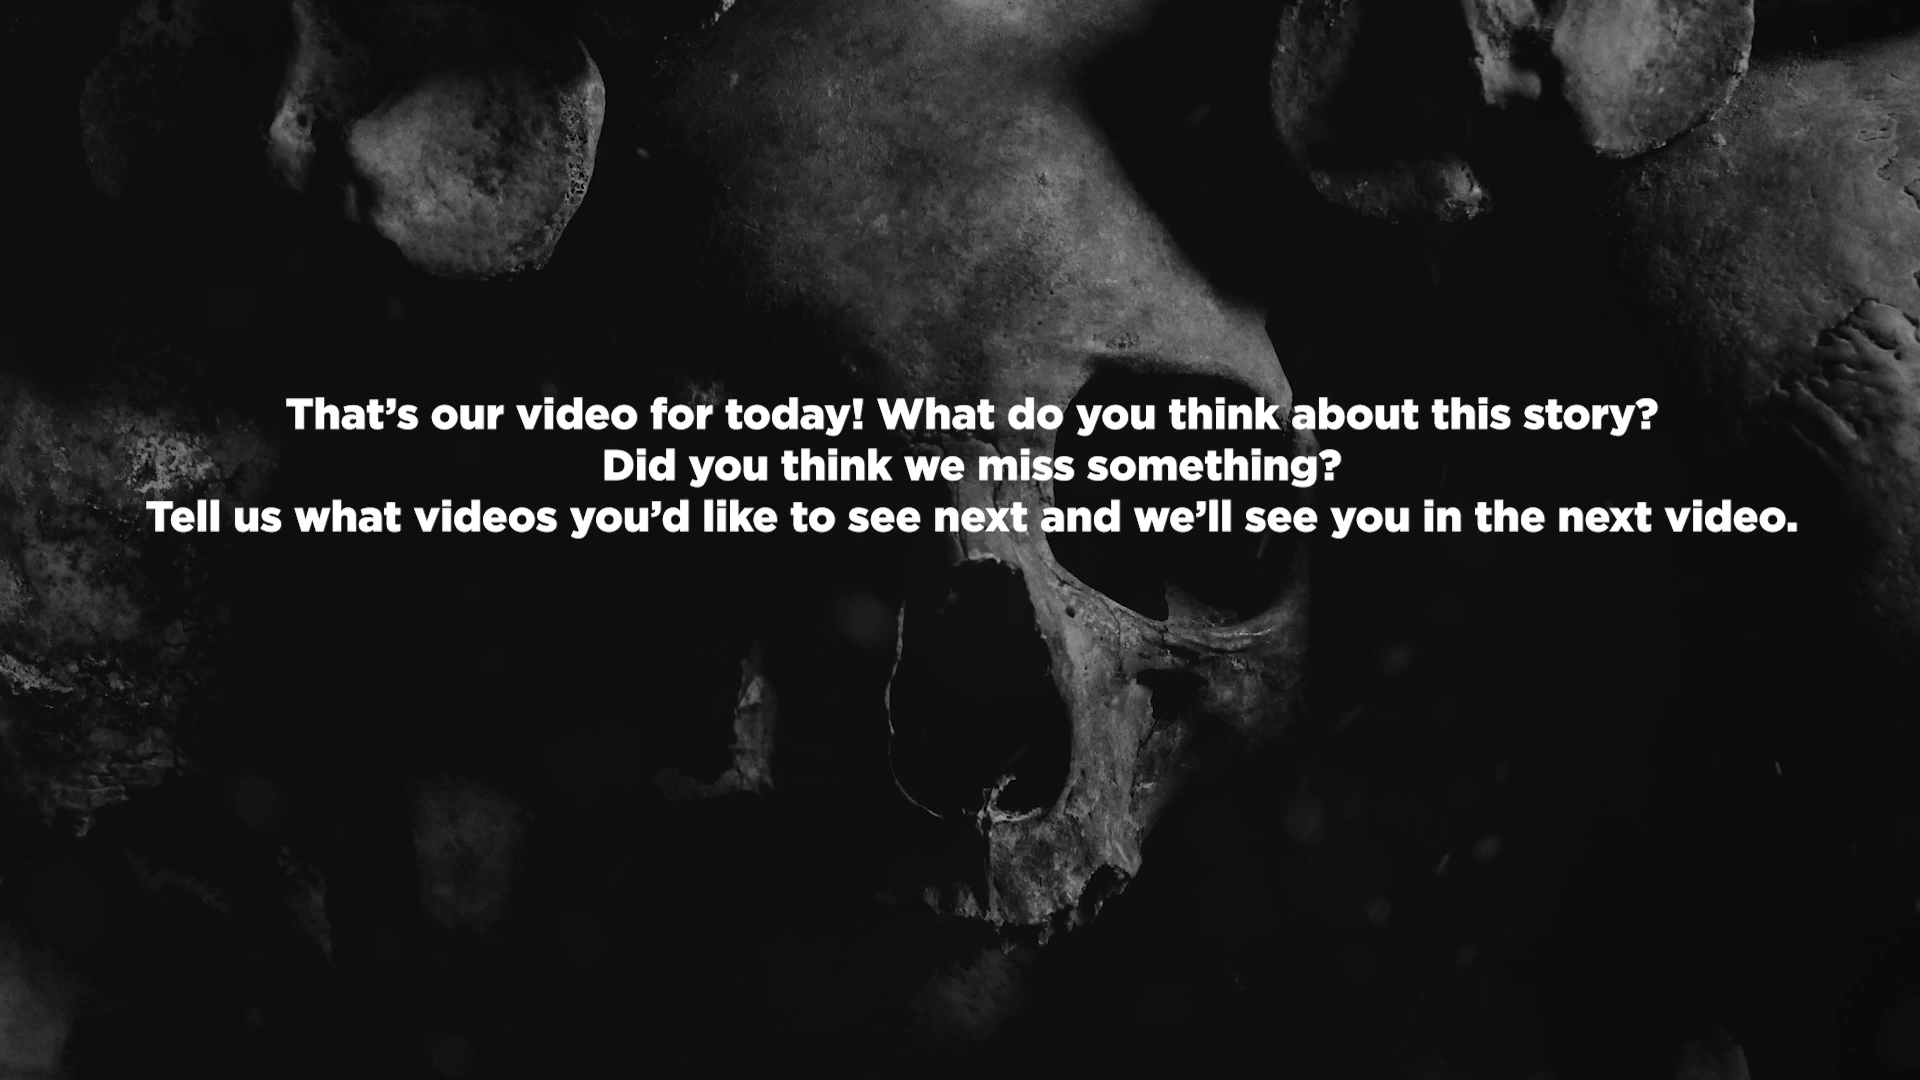 That’s our video for today! What do you think about this story?
Did you think we miss something?
Tell us what videos you’d like to see next and we’ll see you in the next video.